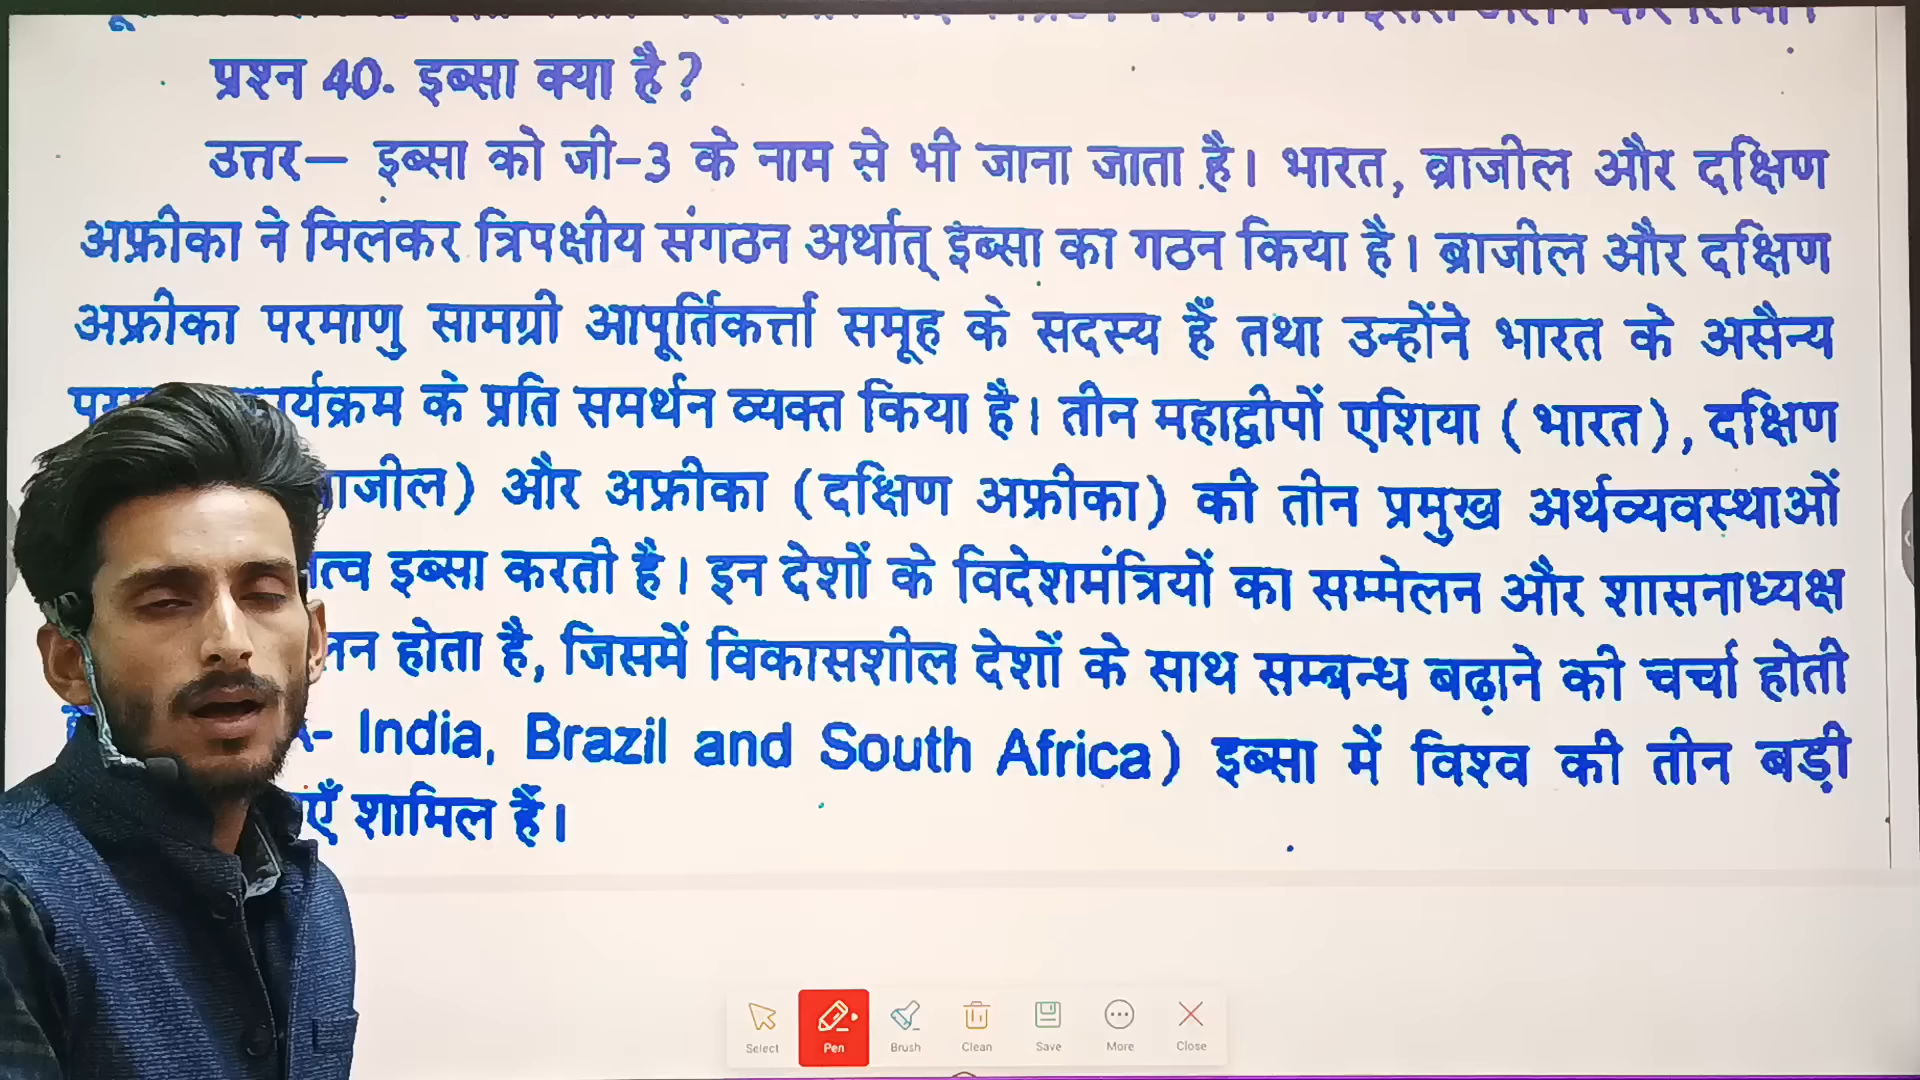 प्रश्न 40. इब्सा क्या है?
उत्तर— इब्सा को जी-3 के नाम से भी जाना जाता है। भारत, ब्राजील और दक्षिण
अफ्रीका ने मिलकर त्रिपक्षीय संगठन अर्थात् इब्सा का गठन किया है। ब्राजील और दक्षिण
अफ्रीका परमाणु सामग्री आपूर्तिकर्त्ता समूह के सदस्य हैं तथा उन्होंने भारत के असैन्य
के प्रति समर्थन व्यक्त किया है। तीन महाद्वीपों एशिया (भारत), दक्षिण
और अफ्रीका (दक्षिण अफ्रीका) की तीन प्रमुख अर्थव्यवस्थाओं
इब्सा करती है। इन देशों के विदेशमंत्रियों का सम्मेलन और शासनाध्यक्ष
होता है, जिसमें विकासशील देशों के साथ सम्बन्ध बढ़ाने की चर्चा होती
India, Brazil and South Africa) इब्सा में विश्व की तीन बड़ी
शामिल हैं।
Select Pen Brush Clean Save More Close